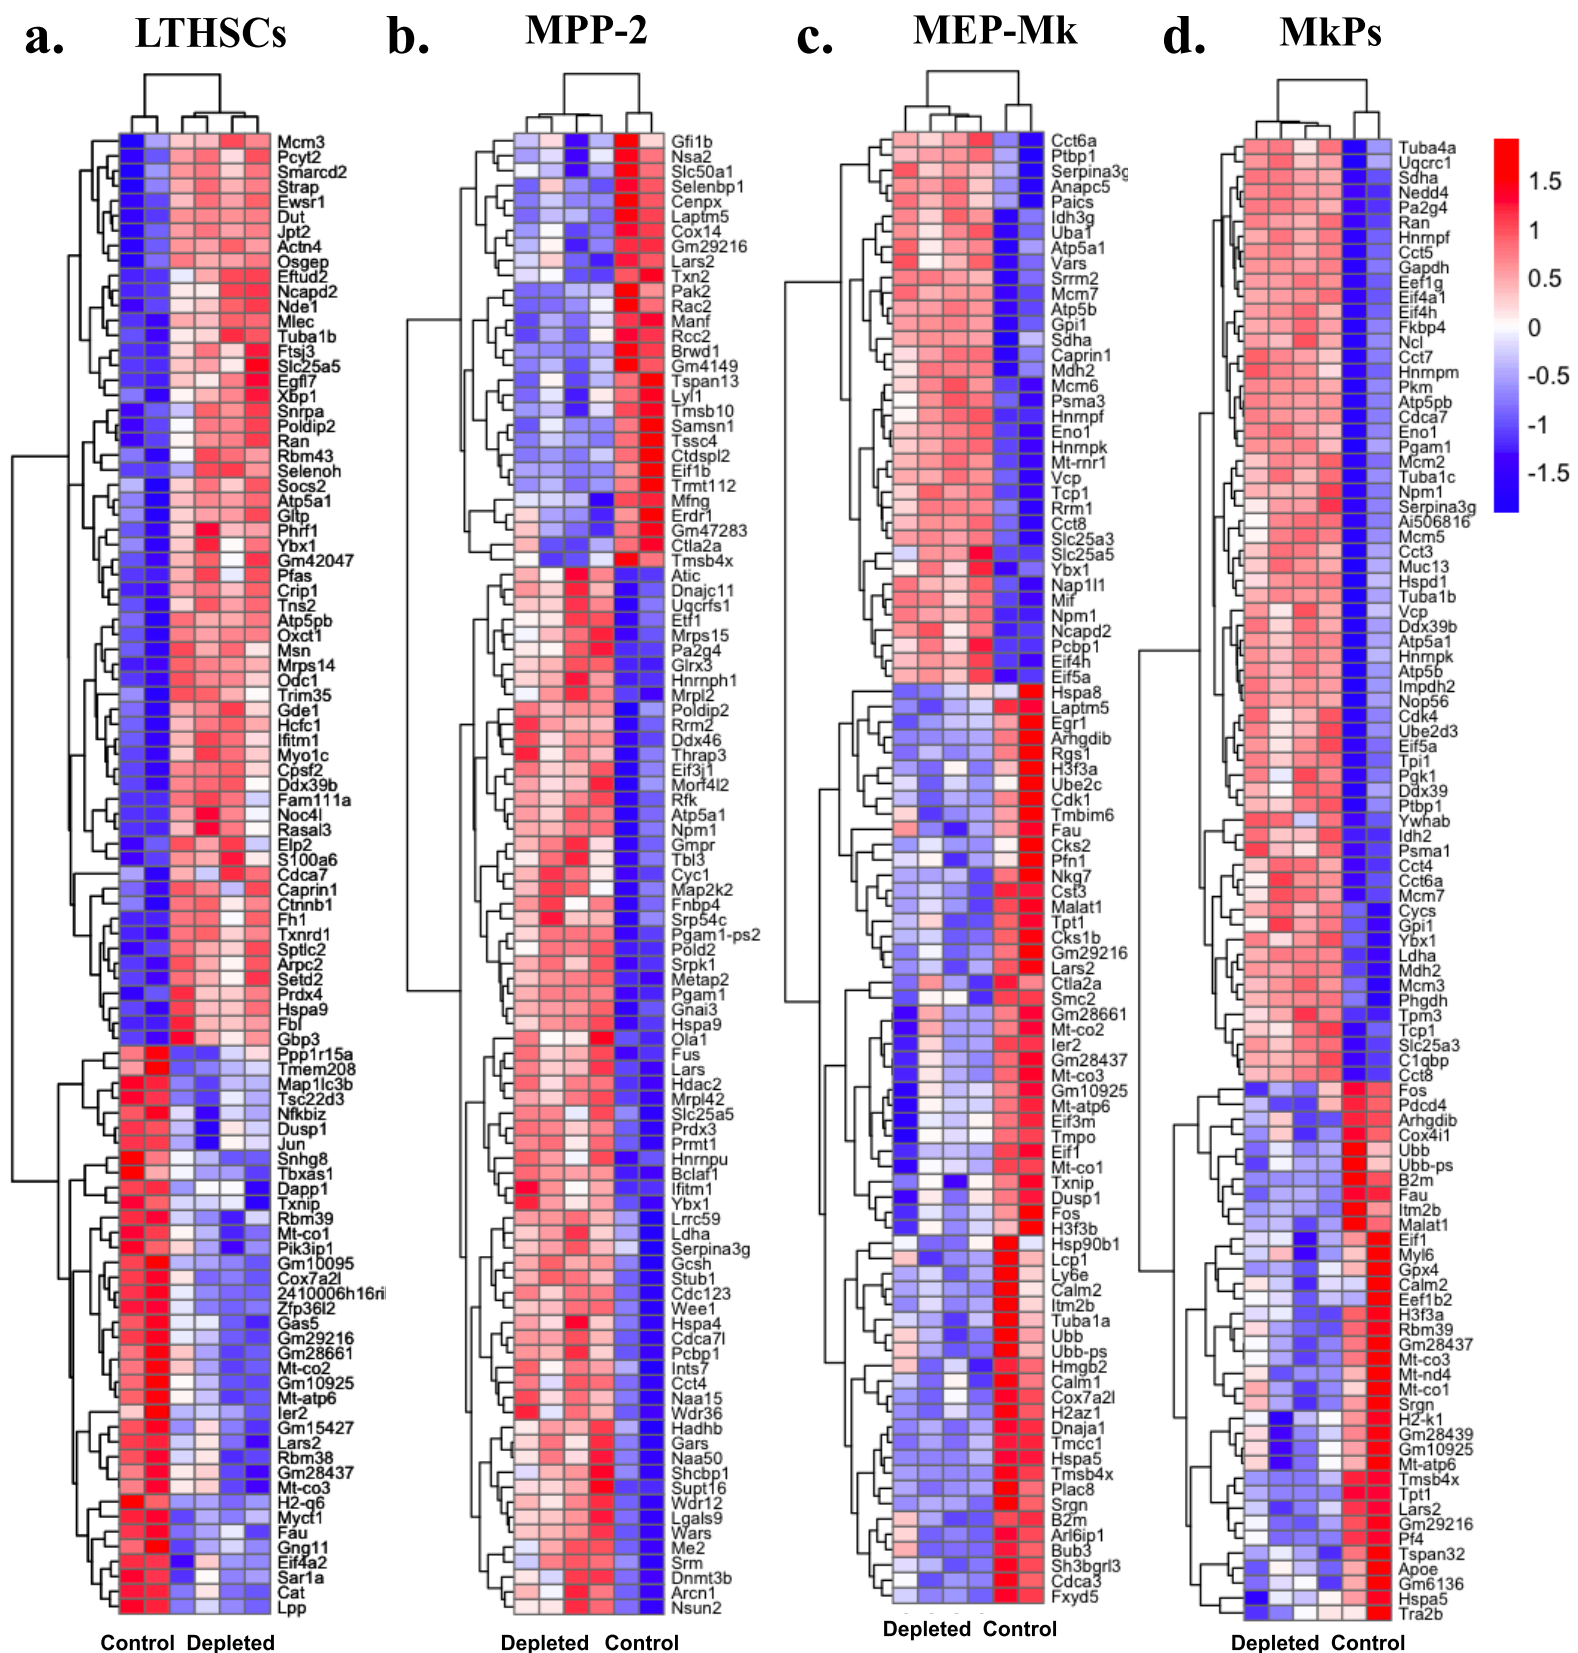 a.
LTHSCs
Mcm3
Pcyt2
Smarcd2
Strap
Ewsr1
Dut
Jpt2
Actn4
Osgep
Eftud2
Ncapd2
Nde1
Mlec
Tuba1b
Ftsj3
Slc25a5
Egfl7
Xbp1
Snrpa
Poldip2
Ran
Rbm43
Selenoh
Socs2
Atp5a1
Gltp
Phrf1
Ybx1
Gm42047
Pfas
Crip1
Tns2
Atp5pb
Oxct1
Msn
Mrps14
Odc1
Trim35
Gde1
Hcfc1
Ifitm1
Myo1c
Cpsf2
Ddx39b
Fam111a
Noc4l
Rasal3
Elp2
S100a6
Cdca7
Caprin1
Ctnnb1
Fh1
Txnrd1
Sptlc2
Arpc2
Setd2
Prdx4
Hspa9
Fbl
Gbp3
Ppp1r15a
Tmem208
Map1lc3b
Tsc22d3
Nfkbiz
Dusp1
Jun
Snhg8
Tbxas1
Dapp1
Txnip
Rbm39
Mt-co1
Pik3ip1
Gm10095
Cox7a2l
2410006h16ri
Zfp36l2
Gas5
Gm29216
Gm28661
Mt-co2
Gm10925
Mt-atp6
Ier2
Gm15427
Lars2
Rbm38
Gm28437
Mt-co3
H2-q6
Myct1
Fau
Gng11
Eif4a2
Sar1a
Cat
Lpp
Control Depleted
b.
MPP-2
Gfi1b
Nsa2
Slc50a1
Selenbp1
Cenpx
Laptm5
Cox14
Gm29216
Lars2
Txn2
Pak2
Rac2
Manf
Rcc2
Brwd1
Gm4149
Tspan13
Lyl1
Tmsb10
Samsn1
Tssc4
Ctdspl2
Eif1b
Trmt112
Mfng
Erdr1
Gm47283
Ctla2a
Tmsb4x
Atic
Dnajc11
Uqcrfs1
Etf1
Mrps15
Pa2g4
Glrx3
Hnrnph1
Mrpl2
Poldip2
Rrm2
Ddx46
Thrap3
Eif3j1
Morf4l2
Rfk
Atp5a1
Npm1
Gmpr
Tbl3
Cyc1
Map2k2
Fnbp4
Srp54c
Pgam1-ps2
Pold2
Srpk1
Metap2
Pgam1
Gnai3
Hspa9
Ola1
Fus
Lars
Hdac2
Mrpl42
Slc25a5
Prdx3
Prmt1
Hnrnpu
Bclaf1
Ifitm1
Ybx1
Lrrc59
Ldha
Serpina3g
Gcsh
Stub1
Cdc123
Wee1
Hspa4
Cdca7l
Pcbp1
Ints7
Cct4
Naa15
Wdr36
Hadhb
Gars
Naa50
Shcbp1
Supt16
Wdr12
Lgals9
Wars
Me2
Srm
Dnmt3b
Arcn1
Nsun2
Depleted Control
c.
MEP-Mk
Cct6a
Ptbp1
Serpina3g
Anapc5
Paics
Idh3g
Uba1
Atp5a1
Vars
Srrm2
Mcm7
Atp5b
Gpi1
Sdha
Caprin1
Mdh2
Mcm6
Psma3
Hnrnpf
Eno1
Hnrnpk
Mt-rnr1
Vcp
Tcp1
Rrm1
Cct8
Slc25a3
Slc25a5
Ybx1
Nap1l1
Mif
Npm1
Ncapd2
Pcbp1
Eif4h
Eif5a
Hspa8
Laptm5
Egr1
Arhgdib
Rgs1
H3f3a
Ube2c
Cdk1
Tmbim6
Fau
Cks2
Pfn1
Nkg7
Cst3
Malat1
Tpt1
Cks1b
Gm29216
Lars2
Ctla2a
Smc2
Gm28661
Mt-co2
Ier2
Gm28437
Mt-co3
Gm10925
Mt-atp6
Eif3m
Tmpo
Eif1
Mt-co1
Txnip
Dusp1
Fos
H3f3b
Hsp90b1
Lcp1
Ly6e
Calm2
Itm2b
Tuba1a
Ubb
Ubb-ps
Hmgb2
Calm1
Cox7a2l
H2az1
Dnaja1
Tmcc1
Hspa5
Tmsb4x
Plac8
Srgn
B2m
Arl6ip1
Bub3
Sh3bgrl3
Cdca3
Fxyd5
Depleted Control
d.
MkPs
Tuba4a
Uqcrc1
Sdha
Nedd4
Pa2g4
Ran
Hnrnpf
Cct5
Gapdh
Eef1g
Eif4a1
Eif4h
Fkbp4
Ncl
Cct7
Hnrnpm
Pkm
Atp5pb
Cdca7
Eno1
Pgam1
Mcm2
Tuba1c
Npm1
Serpina3g
Ai506816
Mcm5
Cct3
Muc13
Hspd1
Tuba1b
Vcp
Ddx39b
Atp5a1
Hnrnpk
Atp5b
Impdh2
Nop56
Cdk4
Ube2d3
Eif5a
Tpi1
Pgk1
Ddx39
Ptbp1
Ywhab
Idh2
Psma1
Cct4
Cct6a
Mcm7
Cycs
Gpi1
Ybx1
Ldha
Mdh2
Mcm3
Phgdh
Tpm3
Tcp1
Slc25a3
C1qbp
Cct8
Fos
Pdcd4
Arhgdib
Cox4i1
Ubb
Ubb-ps
B2m
Fau
Itm2b
Malat1
Eif1
Myl6
Gpx4
Calm2
Eef1b2
H3f3a
Rbm39
Gm28437
Mt-co3
Mt-nd4
Mt-co1
Srgn
H2-k1
Gm28439
Gm10925
Mt-atp6
Tmsb4x
Tpt1
Lars2
Gm29216
Pf4
Tspan32
Apoe
Gm6136
Hspa5
Tra2b
Depleted Control
1.5
1
0.5
0
-0.5
-1
-1.5